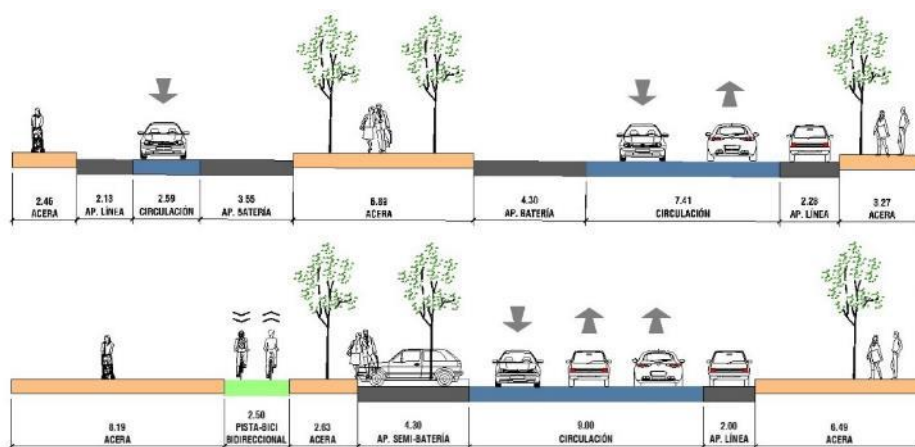 2.46 2.13 2.59 3.55 6.89 4.30 7.41 2.28 3.27
ACERA AP. LÍNEA CIRCULACIÓN AP. BATERÍA ACERA AP. BATERÍA CIRCULACIÓN AP. LÍNEA ACERA
8.19 2.50 2.63 4.30 9.00 2.00 6.49
ACERA PISTA-BICI ACERA AP. SEMI-BATERÍA CIRCULACIÓN AP. LÍNEA ACERA
BIDIRECCIONAL